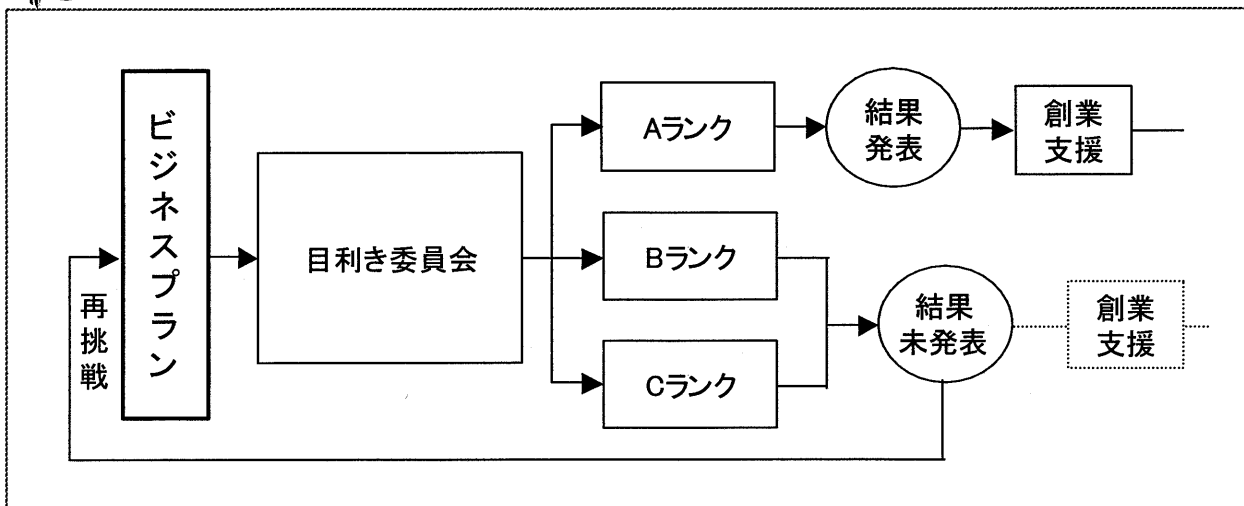 ビジネスプラン
再挑戦
目利き委員会
Aランク
結果
発表
創業
支援
Bランク
Cランク
結果
未発表
創業
支援